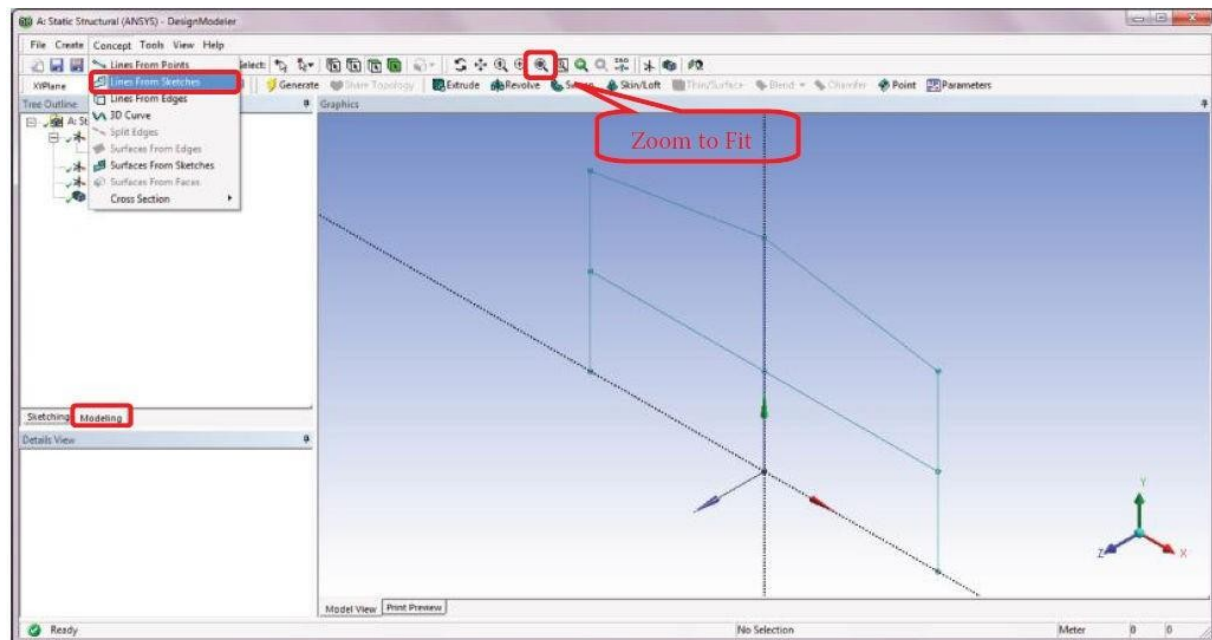 A: Static Structural (ANSYS) - DesignModeler
File Create Concept Tools View Help
Lines From Points
Select:
Lines From Sketches
XYPlane
Generate Share Topology Extrude Revolve Sweep Skin/Loft Thin/Surface Blend Chamfer Point Parameters
Lines From Edges
Tree Outline
Graphics
3D Curve
A: St
Split Edges
Zoom to Fit
Surfaces From Edges
Surfaces From Sketches
Surfaces From Faces
Cross Section
Sketching Modeling
Details View
Y
Z
X
Model View Print Preview
Ready
No Selection
Meter 0 0